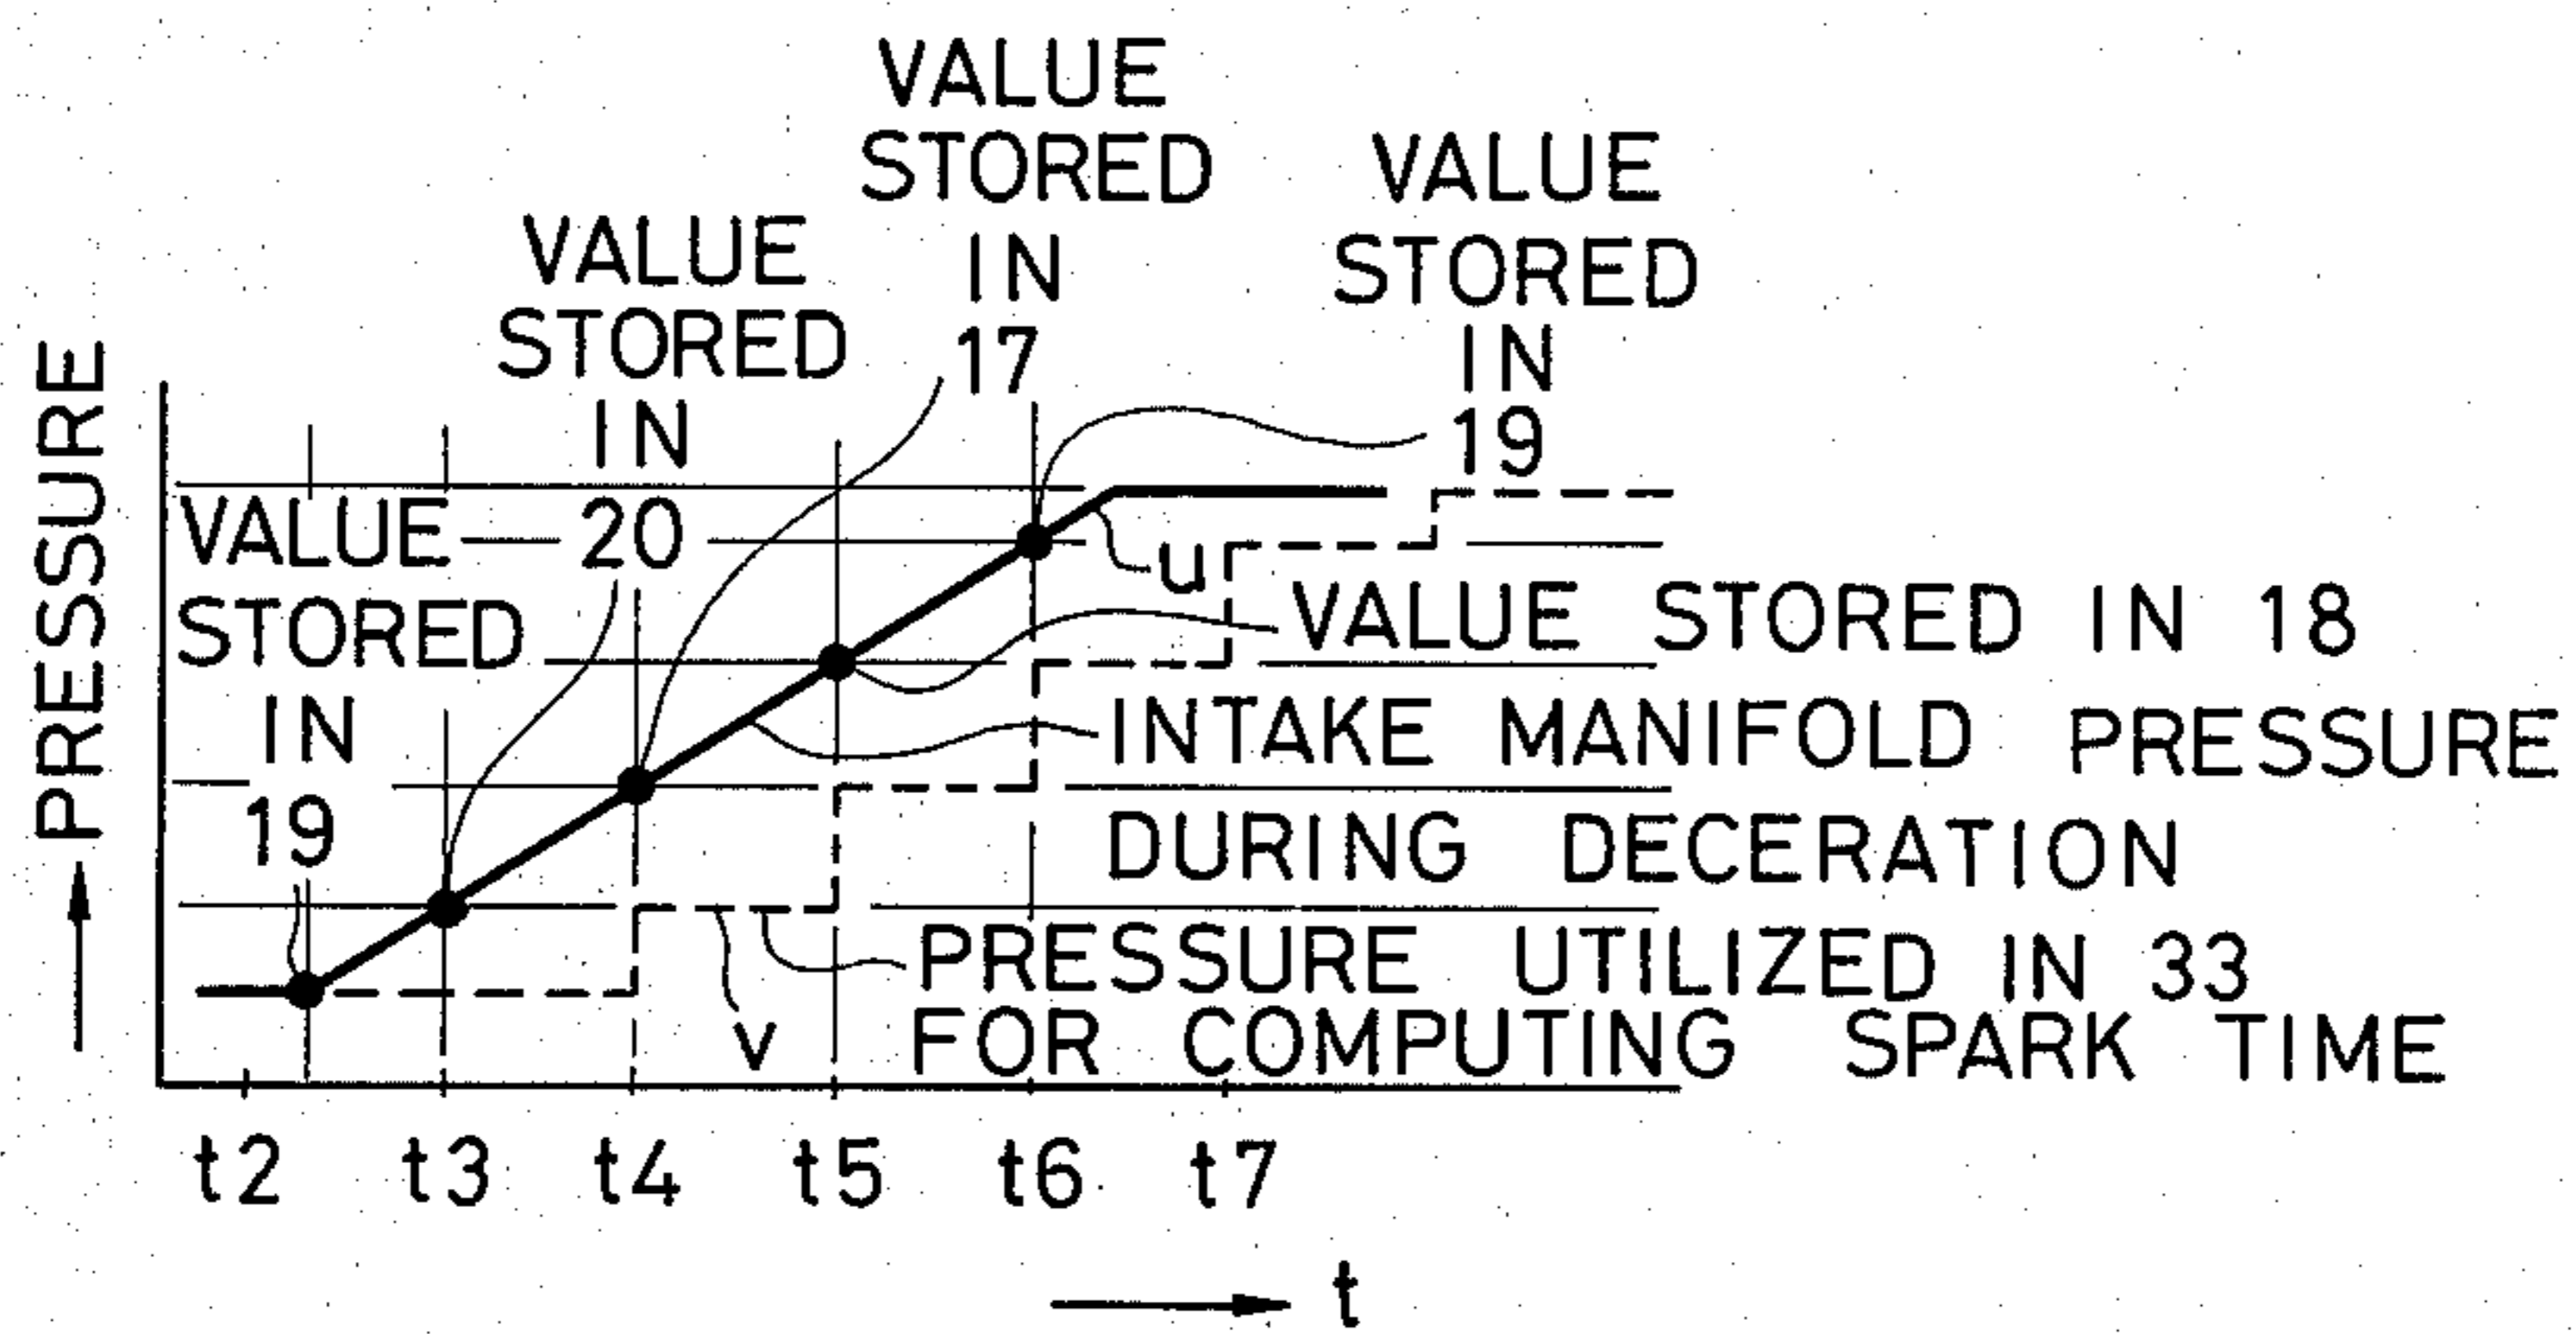 VALUE
STORED
IN
17
VALUE
STORED
IN
19
VALUE
STORED
IN
20
VALUE
STORED
IN
19
PRESSURE
u
VALUE STORED IN 18
INTAKE MANIFOLD PRESSURE
DURING DECERATION
PRESSURE UTILIZED IN 33
FOR COMPUTING SPARK TIME
v
t2 t3 t4 t5 t6 t7
t